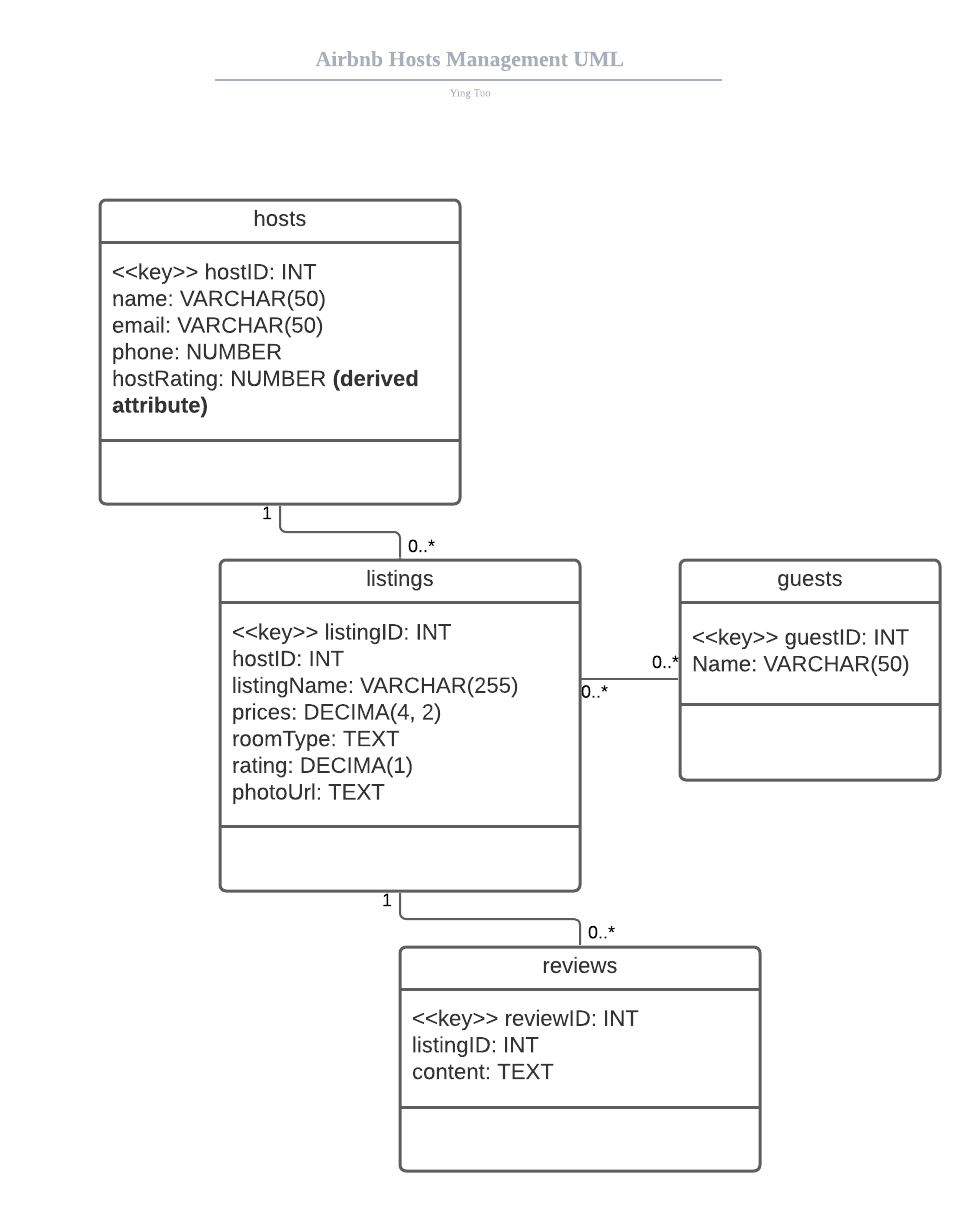 Airbnb Hosts Management UML
Ying Tuo
hosts
<<key>> hostID: INT
name: VARCHAR(50)
email: VARCHAR(50)
phone: NUMBER
hostRating: NUMBER (derived
attribute)
1
0..*
listings
<<key>> listingID: INT
hostID: INT
listingName: VARCHAR(255)
prices: DECIMA(4, 2)
roomType: TEXT
rating: DECIMA(1)
photoUrl: TEXT
0..*
0..*
guests
<<key>> guestID: INT
Name: VARCHAR(50)
1
0..*
reviews
<<key>> reviewID: INT
listingID: INT
content: TEXT